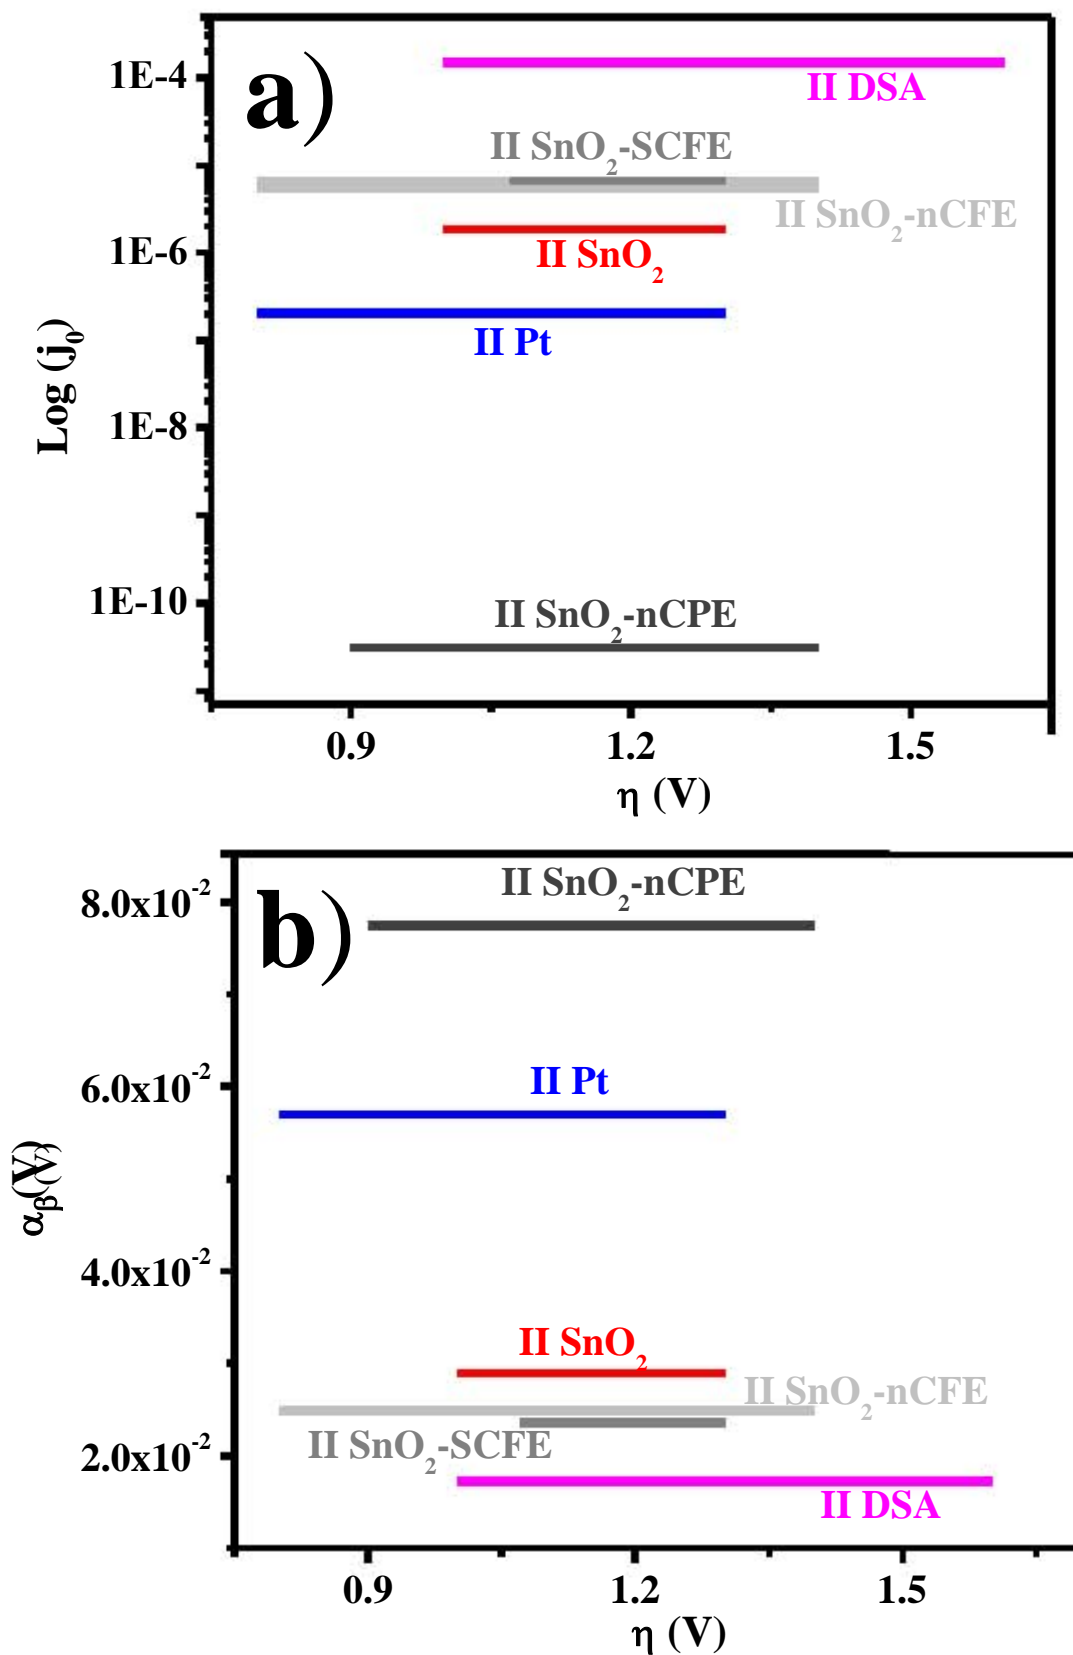 a)
1E-4
II DSA
II SnO₂-SCFE
II SnO₂-nCFE
1E-6
II SnO₂
II Pt
Log (j₀)
1E-8
1E-10
II SnO₂-nCPE
0.9 1.2 1.5
η (V)
b)
II SnO₂-nCPE
8.0x10⁻²
II Pt
6.0x10⁻²
αᵦ(V)
4.0x10⁻²
II SnO₂
II SnO₂-nCFE
II SnO₂-SCFE
2.0x10⁻²
II DSA
0.9 1.2 1.5
η (V)